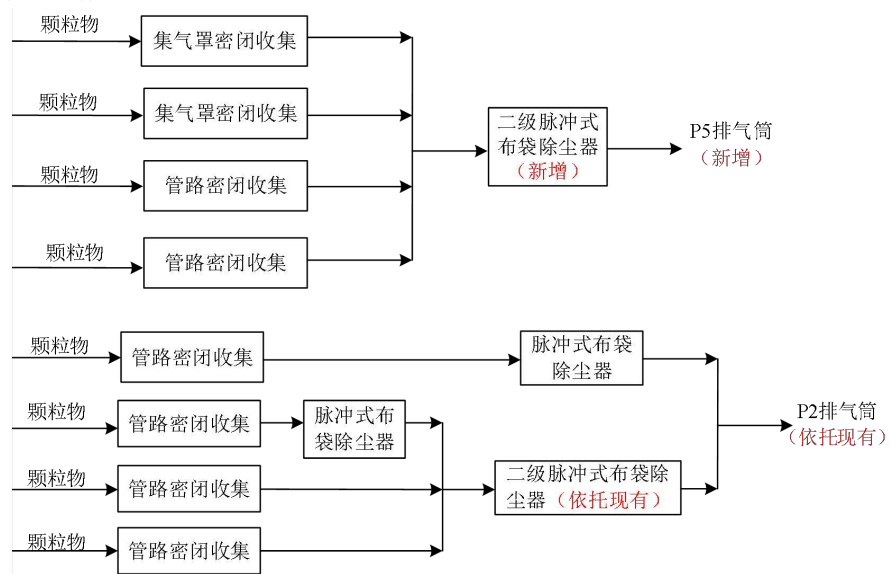 颗粒物
集气罩密闭收集
颗粒物
集气罩密闭收集
颗粒物
管路密闭收集
颗粒物
管路密闭收集
二级脉冲式
布袋除尘器
（新增）
P5排气筒
（新增）
颗粒物
管路密闭收集
脉冲式布袋
除尘器
颗粒物
管路密闭收集
脉冲式布
袋除尘器
颗粒物
管路密闭收集
颗粒物
管路密闭收集
二级脉冲式布袋除
尘器（依托现有）
P2排气筒
（依托现有）